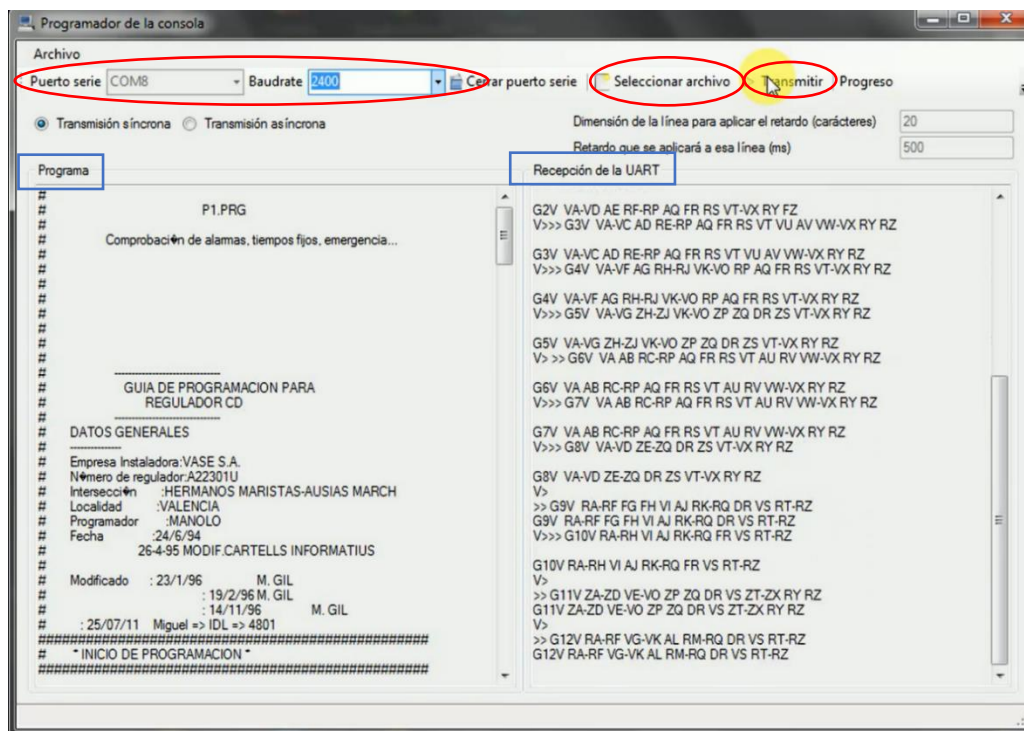 Programador de la consola
Archivo
Puerto serie COM8 Baudrate 2400 Cerrar puerto serie Seleccionar archivo Transmitir Progreso
Transmisión síncrona Transmisión asíncrona
Dimensión de la línea para aplicar el retardo (carácteres) 20
Retardo que se aplicará a esa línea (ms) 500
Programa
#
# P1.PRG
#
# Comprobaci�n de alarmas, tiempos fijos, emergencia...
#
#
#
#
#
#
#
#
# ------------------------------
# GUIA DE PROGRAMACION PARA
# REGULADOR CD
# ------------------------------
# DATOS GENERALES
# ---------------
# Empresa Instaladora:VASE S.A.
# N�mero de regulador:A22301U
# Intersecci�n :HERMANOS MARISTAS-AUSIAS MARCH
# Localidad :VALENCIA
# Programador :MANOLO
# Fecha :24/6/94
# 26-4-95 MODIF.CARTELLS INFORMATIUS
#
# Modificado : 23/1/96 M. GIL
# : 19/2/96 M. GIL
# : 14/11/96 M. GIL
# : 25/07/11 Miguel => IDL => 4801
########################################################
# * INICIO DE PROGRAMACION *
########################################################
Recepción de la UART
G2V VA-VD AE RF-RP AQ FR RS VT-VX RY FZ
V>>> G3V VA-VC AD RE-RP AQ FR RS VT VU AV VW-VX RY RZ
G3V VA-VC AD RE-RP AQ FR RS VT VU AV VW-VX RY RZ
V>>> G4V VA-VF AG RH-RJ VK-VO RP AQ FR RS VT-VX RY RZ
G4V VA-VF AG RH-RJ VK-VO RP AQ FR RS VT-VX RY RZ
V>>> G5V VA-VG ZH-ZJ VK-VO ZP ZQ DR ZS VT-VX RY RZ
G5V VA-VG ZH-ZJ VK-VO ZP ZQ DR ZS VT-VX RY RZ
V> >> G6V VA AB RC-RP AQ FR RS VT AU RV VW-VX RY RZ
G6V VA AB RC-RP AQ FR RS VT AU RV VW-VX RY RZ
V>>> G7V VA AB RC-RP AQ FR RS VT AU RV VW-VX RY RZ
G7V VA AB RC-RP AQ FR RS VT AU RV VW-VX RY RZ
V>>> G8V VA-VD ZE-ZQ DR ZS VT-VX RY RZ
G8V VA-VD ZE-ZQ DR ZS VT-VX RY RZ
V>
>> G9V RA-RF FG FH VI AJ RK-RQ DR VS RT-RZ
G9V RA-RF FG FH VI AJ RK-RQ DR VS RT-RZ
V>>> G10V RA-RH VI AJ RK-RQ FR VS RT-RZ
G10V RA-RH VI AJ RK-RQ FR VS RT-RZ
V>
>> G11V ZA-ZD VE-VO ZP ZQ DR VS ZT-ZX RY RZ
G11V ZA-ZD VE-VO ZP ZQ DR VS ZT-ZX RY RZ
V>
>> G12V RA-RF VG-VK AL RM-RQ DR VS RT-RZ
G12V RA-RF VG-VK AL RM-RQ DR VS RT-RZ